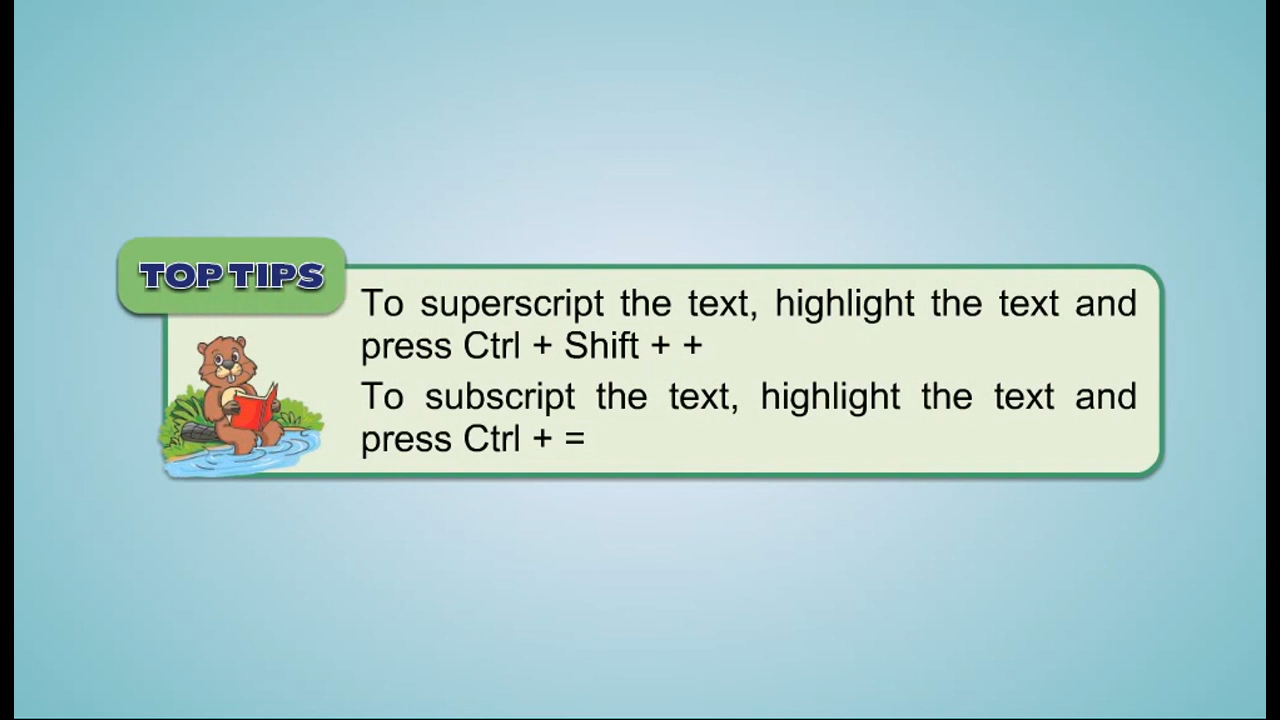 TOP TIPS
To superscript the text, highlight the text and
press Ctrl + Shift + +
To subscript the text, highlight the text and
press Ctrl + =